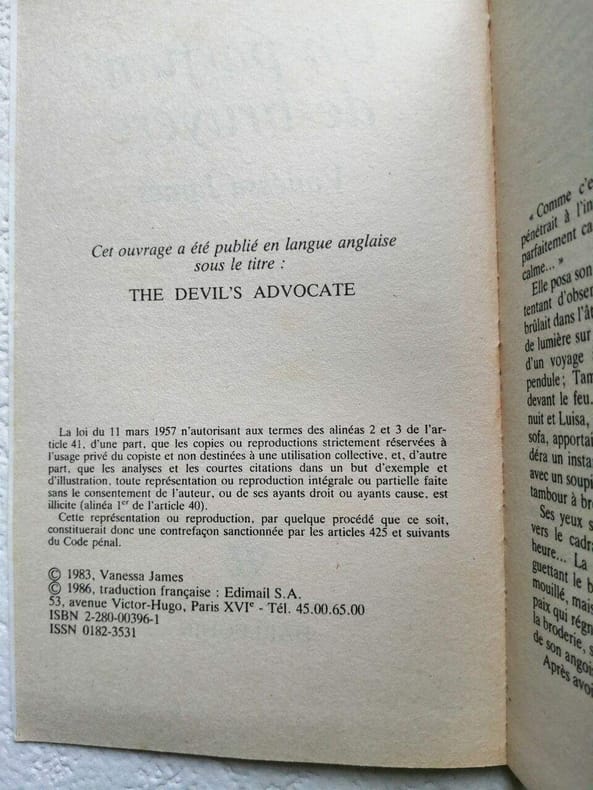 Cet ouvrage a été publié en langue anglaise
sous le titre :
THE DEVIL'S ADVOCATE
La loi du 11 mars 1957 n'autorisant aux termes des alinéas 2 et 3 de l'ar-
ticle 41, d'une part, que les copies ou reproductions strictement réservées à
l'usage privé du copiste et non destinées à une utilisation collective, et, d'autre
part, que les analyses et les courtes citations dans un but d'exemple et
d'illustration, toute représentation ou reproduction intégrale ou partielle faite
sans le consentement de l'auteur, ou de ses ayants droit ou ayants cause, est
illicite (alinéa 1er de l'article 40).
Cette représentation ou reproduction, par quelque procédé que ce soit,
constituerait donc une contrefaçon sanctionnée par les articles 425 et suivants
du Code pénal.
© 1983, Vanessa James
© 1986, traduction française : Edimail S.A.
53, avenue Victor-Hugo, Paris XVIe - Tél. 45.00.65.00
ISBN 2-280-00396-1
ISSN 0182-3531
« Comme c'e
pénétrait à l'in
parfaitement ca
calme... »
Elle posa son
tentant d'obser
brûlait dans l'ât
de lumière sur
d'un voyage
pendule; Tam
devant le feu.
nuit et Luisa,
sofa, apportai
déra un insta
avec un soupi
tambour à br
Ses yeux s
vers le cadra
heure... La
guettant le b
mouillé, mais
paix qui régn
la broderie, s
de son angois
Après avoi